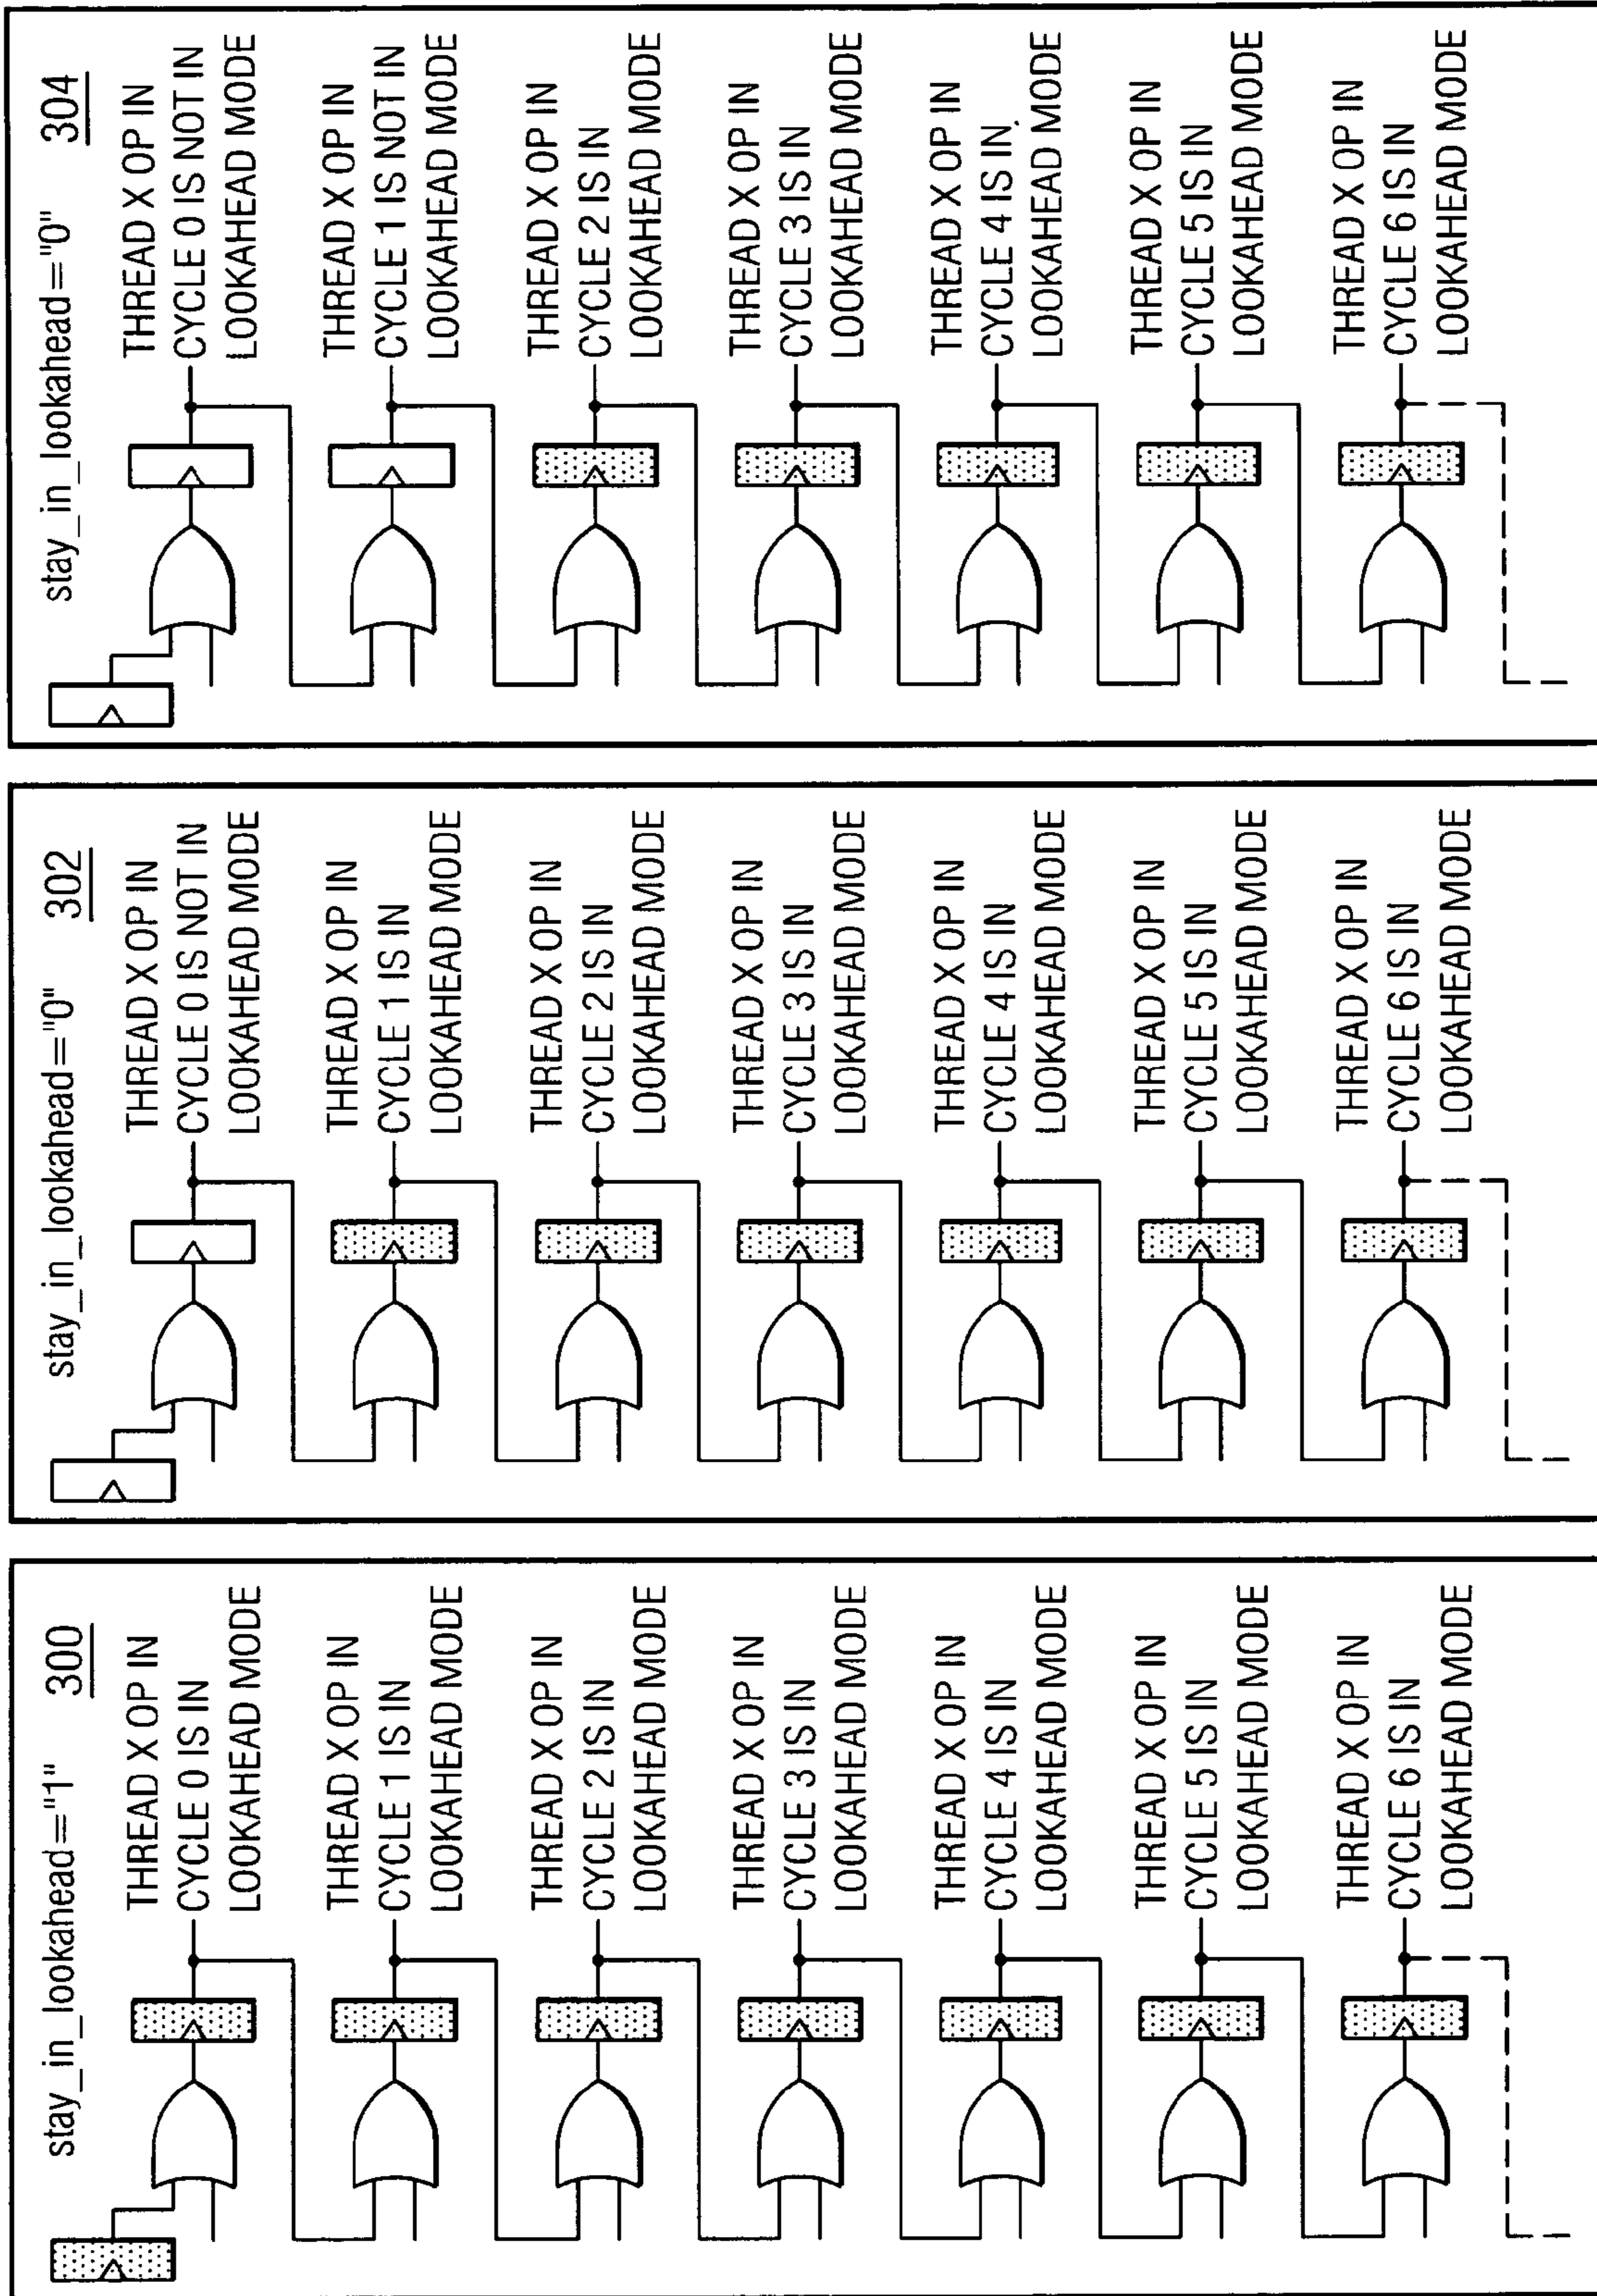 stay_in_lookahead="1" 300
THREAD X OP IN
CYCLE 0 IS IN
LOOKAHEAD MODE
THREAD X OP IN
CYCLE 1 IS IN
LOOKAHEAD MODE
THREAD X OP IN
CYCLE 2 IS IN
LOOKAHEAD MODE
THREAD X OP IN
CYCLE 3 IS IN
LOOKAHEAD MODE
THREAD X OP IN
CYCLE 4 IS IN
LOOKAHEAD MODE
THREAD X OP IN
CYCLE 5 IS IN
LOOKAHEAD MODE
THREAD X OP IN
CYCLE 6 IS IN
LOOKAHEAD MODE
stay_in_lookahead="0" 302
THREAD X OP IN
CYCLE 0 IS NOT IN
LOOKAHEAD MODE
THREAD X OP IN
CYCLE 1 IS IN
LOOKAHEAD MODE
THREAD X OP IN
CYCLE 2 IS IN
LOOKAHEAD MODE
THREAD X OP IN
CYCLE 3 IS IN
LOOKAHEAD MODE
THREAD X OP IN
CYCLE 4 IS IN
LOOKAHEAD MODE
THREAD X OP IN
CYCLE 5 IS IN
LOOKAHEAD MODE
THREAD X OP IN
CYCLE 6 IS IN
LOOKAHEAD MODE
stay_in_lookahead="0" 304
THREAD X OP IN
CYCLE 0 IS NOT IN
LOOKAHEAD MODE
THREAD X OP IN
CYCLE 1 IS NOT IN
LOOKAHEAD MODE
THREAD X OP IN
CYCLE 2 IS IN
LOOKAHEAD MODE
THREAD X OP IN
CYCLE 3 IS IN
LOOKAHEAD MODE
THREAD X OP IN
CYCLE 4 IS IN
LOOKAHEAD MODE
THREAD X OP IN
CYCLE 5 IS IN
LOOKAHEAD MODE
THREAD X OP IN
CYCLE 6 IS IN
LOOKAHEAD MODE